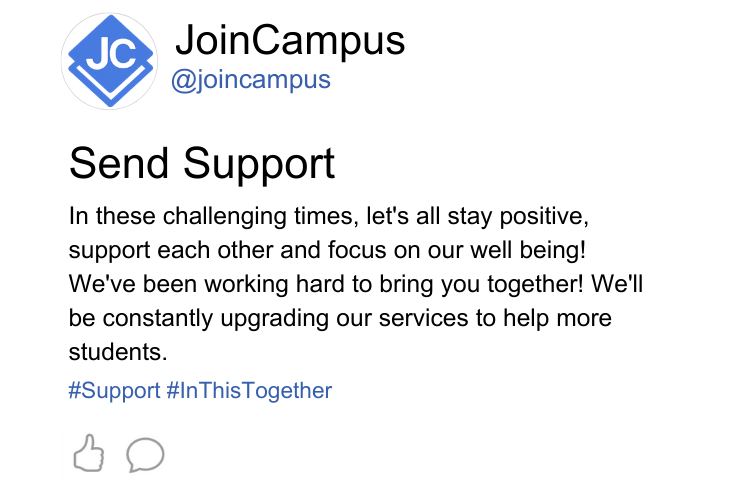 JC
JoinCampus
@joincampus
Send Support
In these challenging times, let's all stay positive,
support each other and focus on our well being!
We've been working hard to bring you together! We'll
be constantly upgrading our services to help more
students.
#Support #InThisTogether